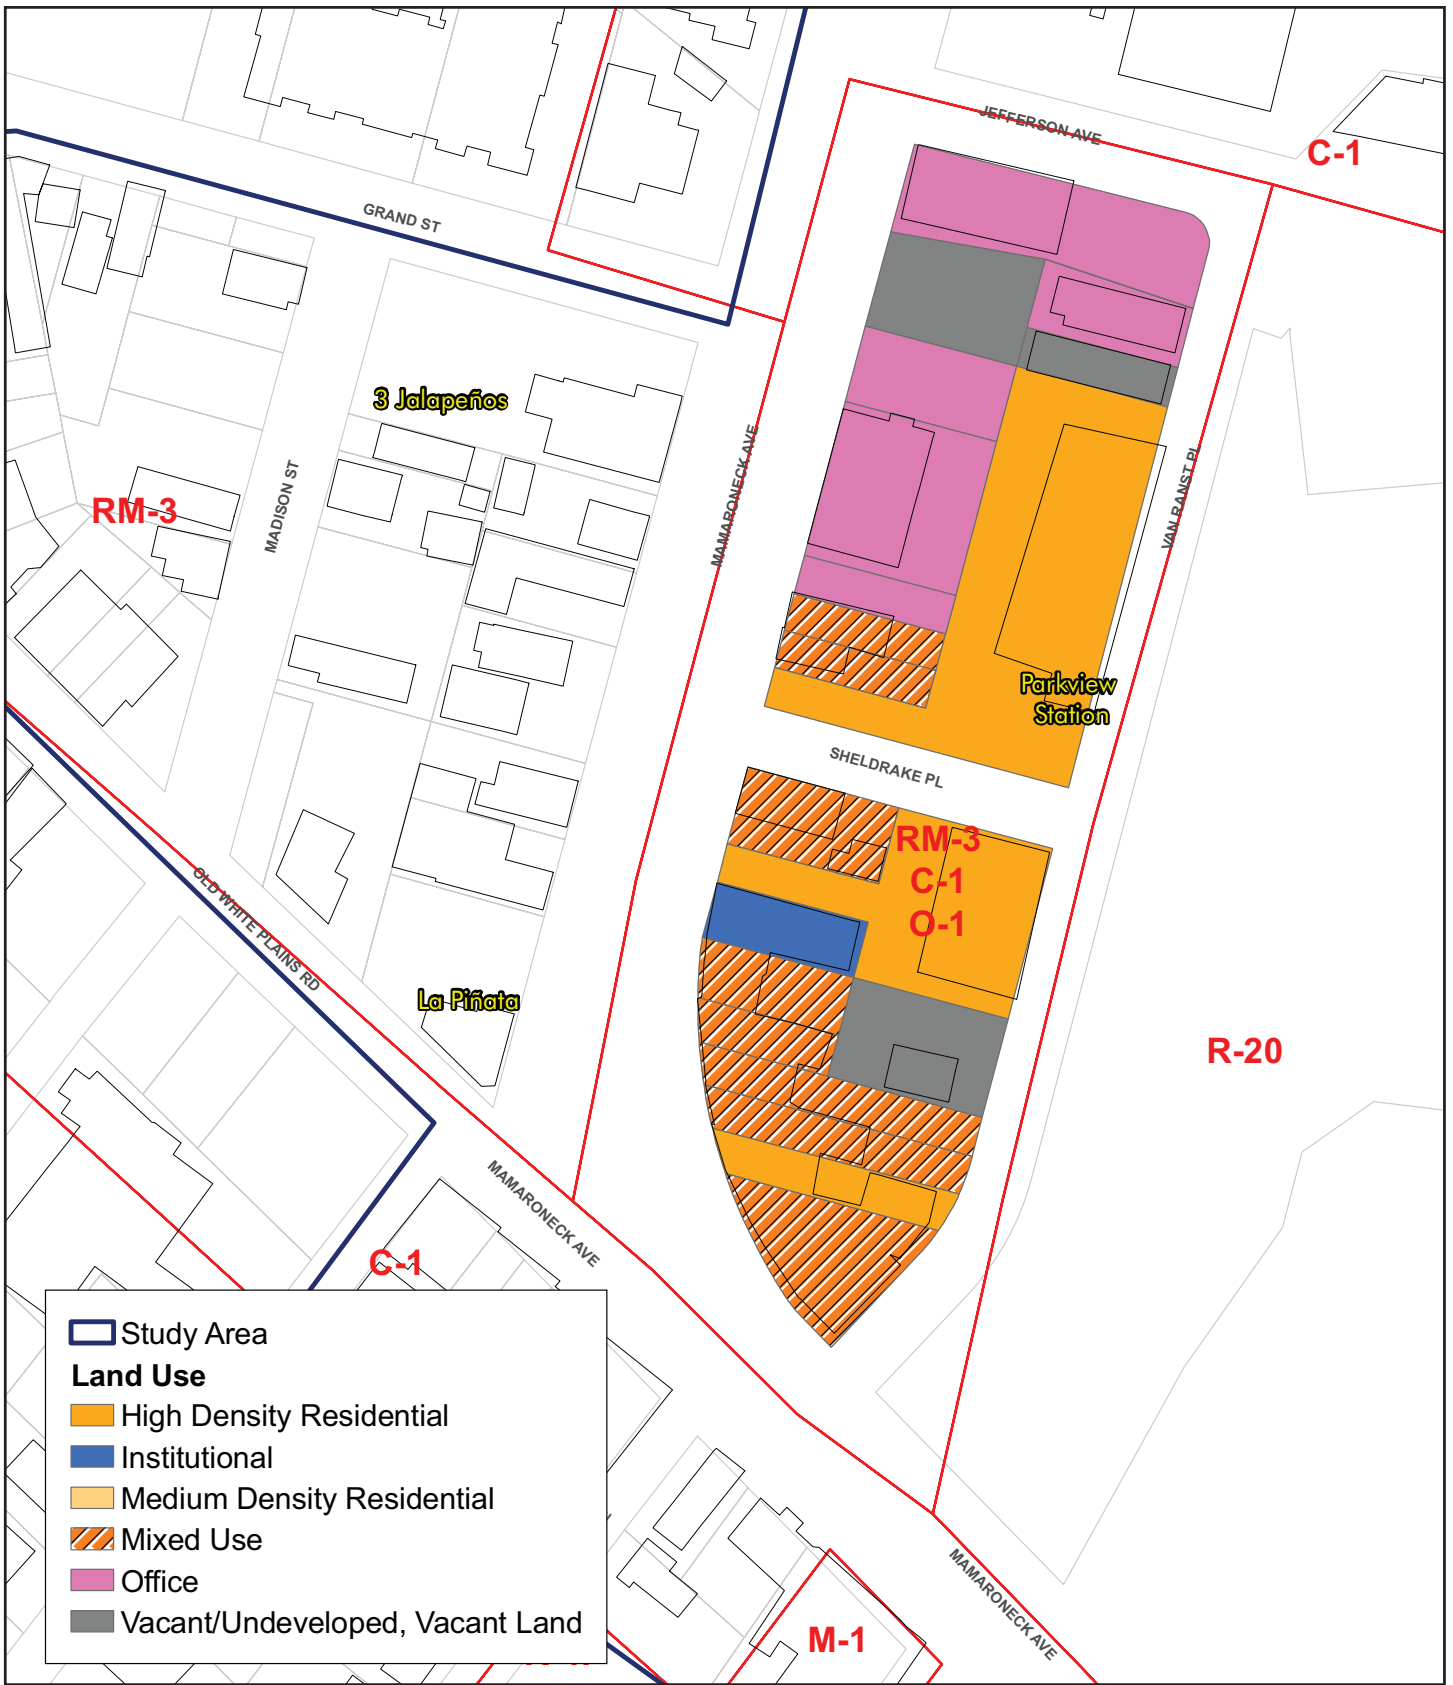 JEFFERSON AVE
C-1
GRAND ST
3 Jalapeños
MAMARONECK AVE
VAN RANST PL
MADISON ST
RM-3
Parkview
Station
SHELDRAKE PL
RM-3
C-1
O-1
OLD WHITE PLAINS RD
La Piñata
R-20
MAMARONECK AVE
C-1
Study Area
Land Use
High Density Residential
Institutional
Medium Density Residential
Mixed Use
Office
Vacant/Undeveloped, Vacant Land
MAMARONECK AVE
M-1